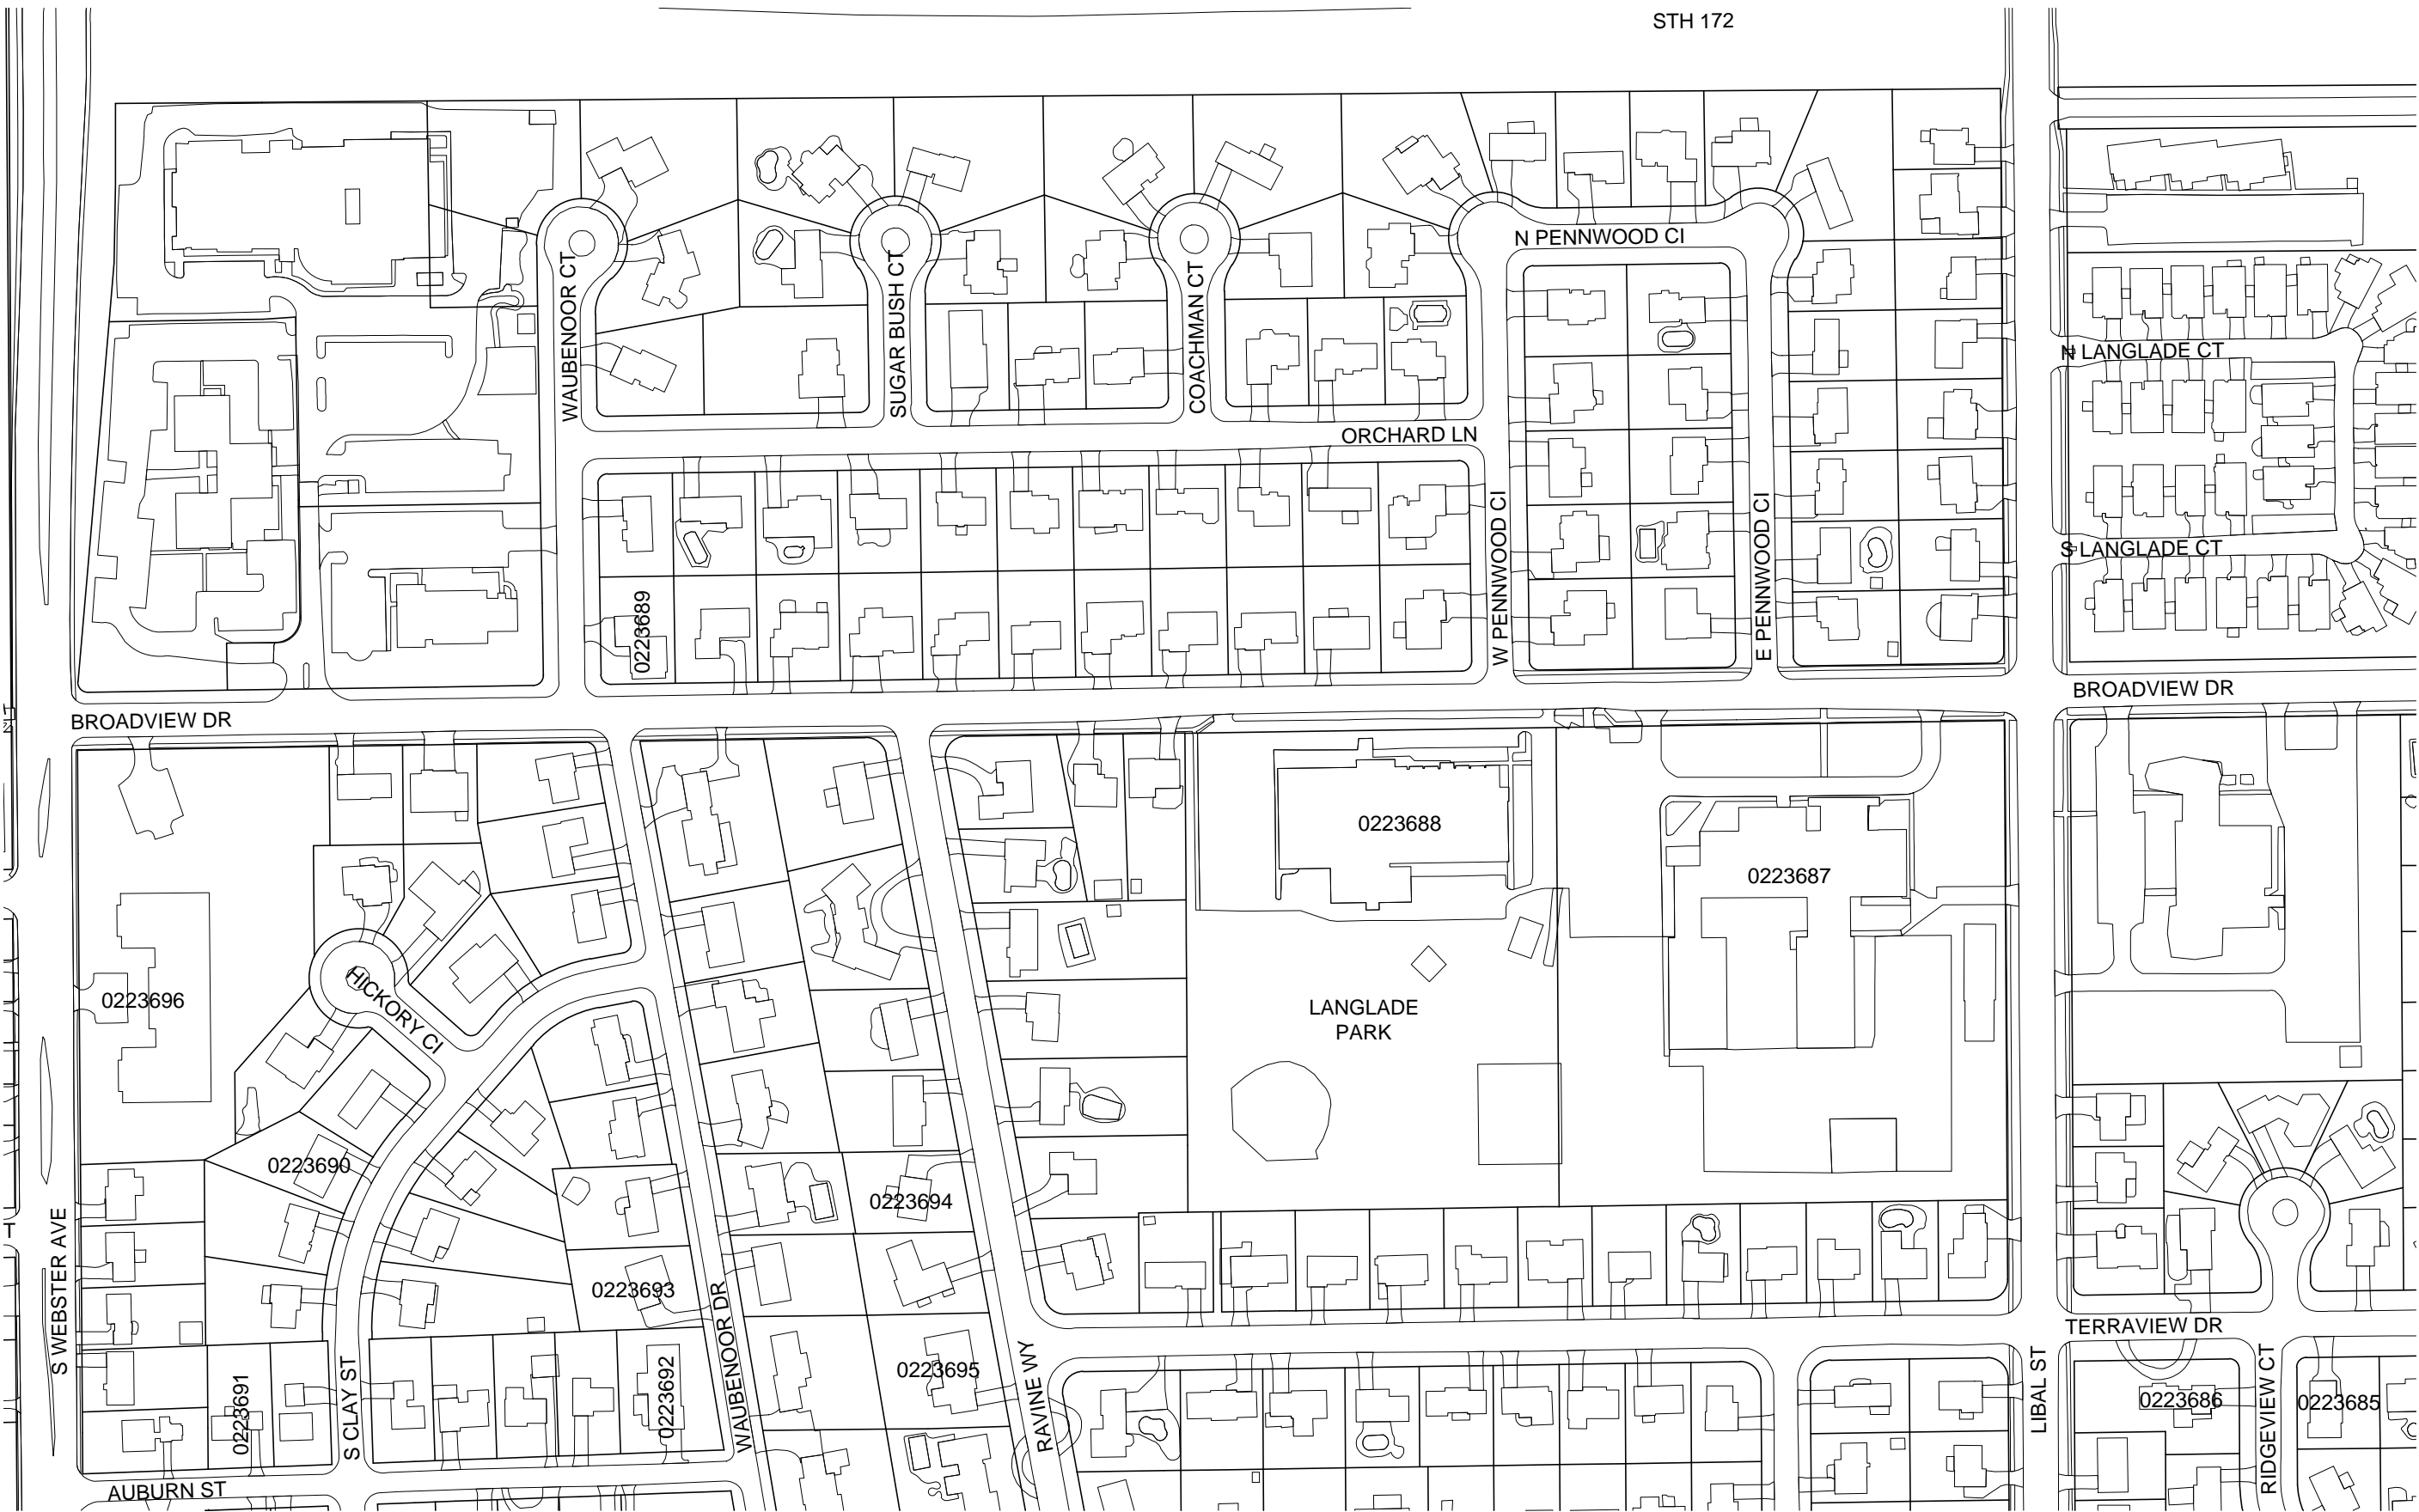 STH 172
N PENNWOOD CI
WAUBENOOR CT
SUGAR BUSH CT
COACHMAN CT
N LANGLADE CT
ORCHARD LN
W PENNWOOD CI
E PENNWOOD CI
S LANGLADE CT
0223689
BROADVIEW DR
BROADVIEW DR
0223688
0223687
HICKORY CI
0223696
LANGLADE
PARK
0223690
0223694
S WEBSTER AVE
T
0223693
WAUBENOOR DR
TERRAVIEW DR
0223695
RAVINE WY
LIBAL ST
0223691
S CLAY ST
0223692
0223686
RIDGEVIEW CT
0223685
AUBURN ST